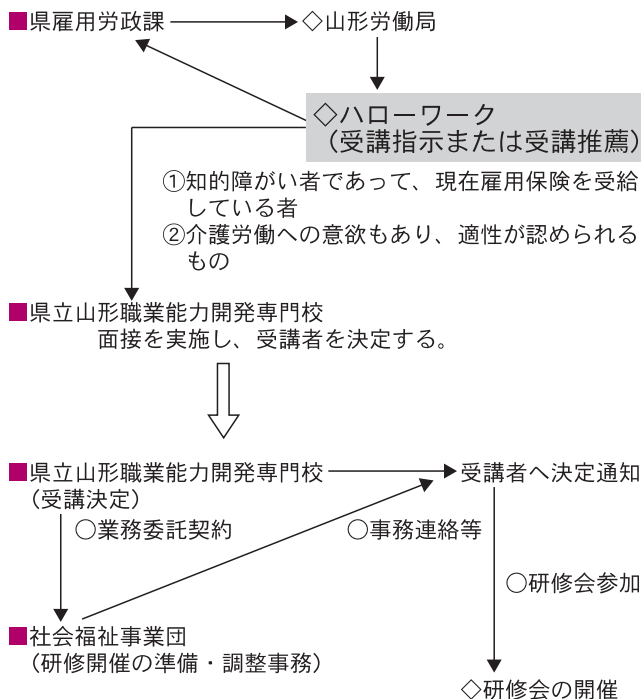 ■県雇用労政課
◇山形労働局
◇ハローワーク
(受講指示または受講推薦)
①知的障がい者であって、現在雇用保険を受給
している者
②介護労働への意欲もあり、適性が認められる
もの
■県立山形職業能力開発専門校
面接を実施し、受講者を決定する。
■県立山形職業能力開発専門校
(受講決定)
受講者へ決定通知
○業務委託契約
○事務連絡等
○研修会参加
■社会福祉事業団
(研修開催の準備・調整事務)
◇研修会の開催